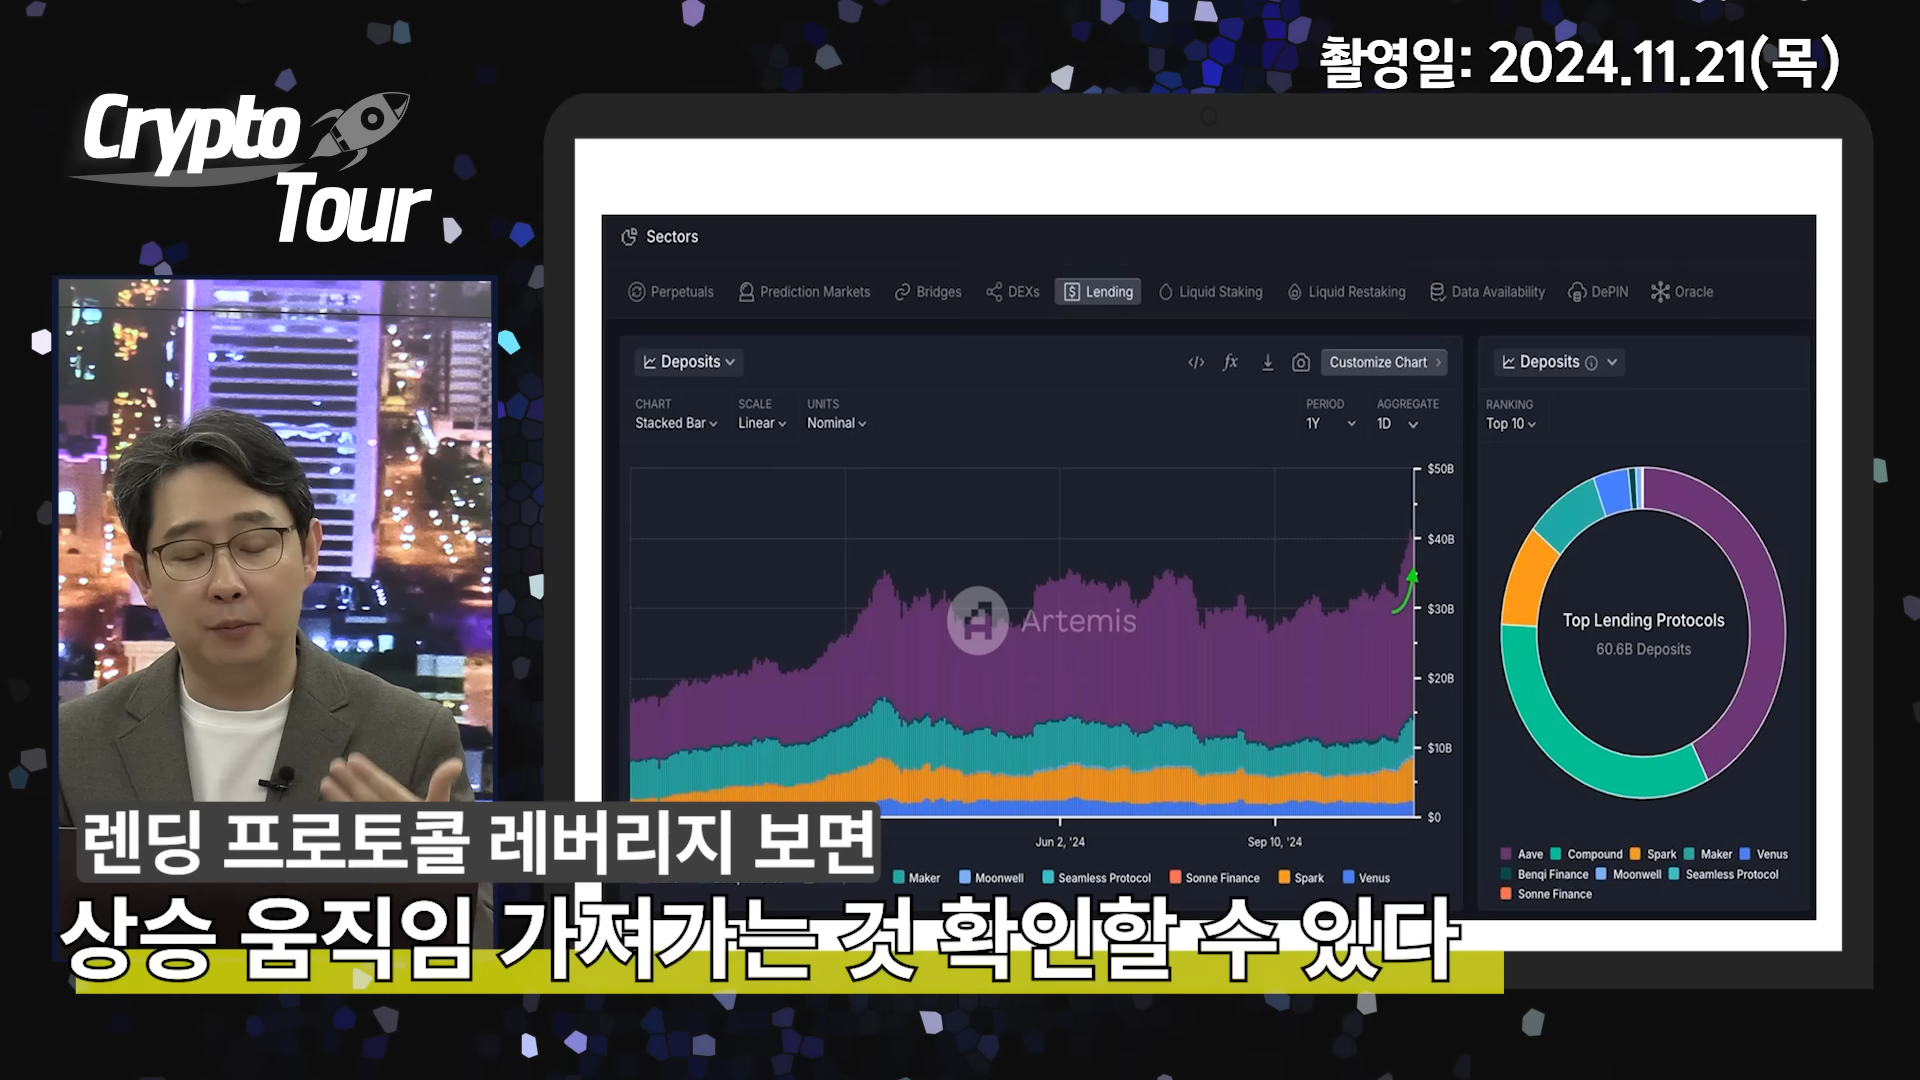 촬영일: 2024.11.21(목)
Crypto
Tour
Sectors
Perpetuals Prediction Markets Bridges DEXs Lending Liquid Staking Liquid Restaking Data Availability DePIN Oracle
Deposits
Customize Chart
CHART SCALE UNITS PERIOD AGGREGATE
Stacked Bar Linear Nominal 1Y 1D
$50B
$40B
$30B
$20B
$10B
$0
Artemis
Jun 2, '24 Sep 10, '24
Maker Moonwell Seamless Protocol Sonne Finance Spark Venus
Deposits
RANKING
Top 10
Top Lending Protocols
60.6B Deposits
Aave Compound Spark Maker Venus
Benqi Finance Moonwell Seamless Protocol
Sonne Finance
렌딩 프로토콜 레버리지 보면
상승 움직임 가져가는 것 확인할 수 있다